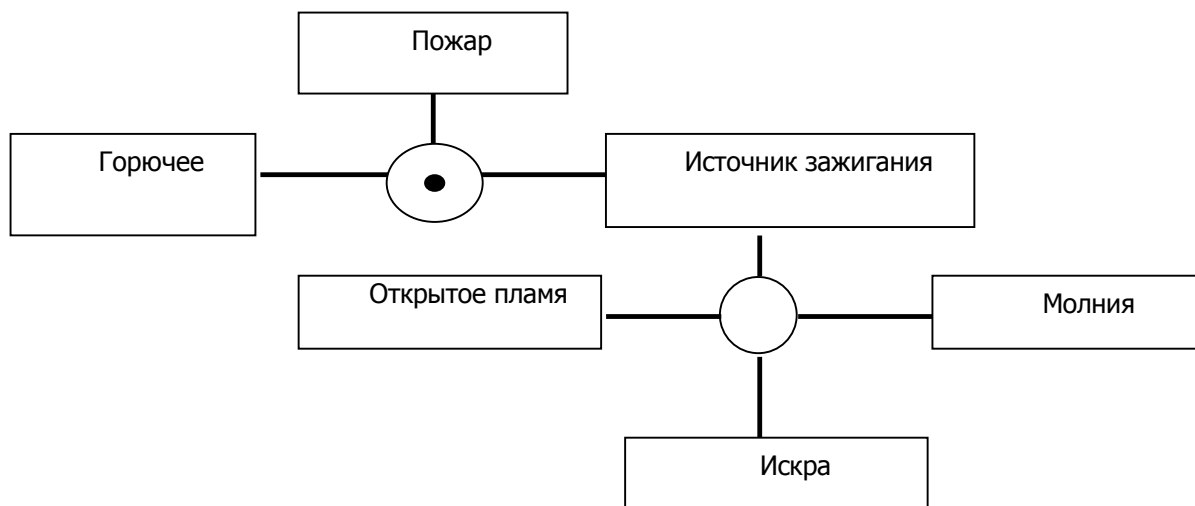 Пожар
Горючее
Источник зажигания
Открытое пламя
Молния
Искра